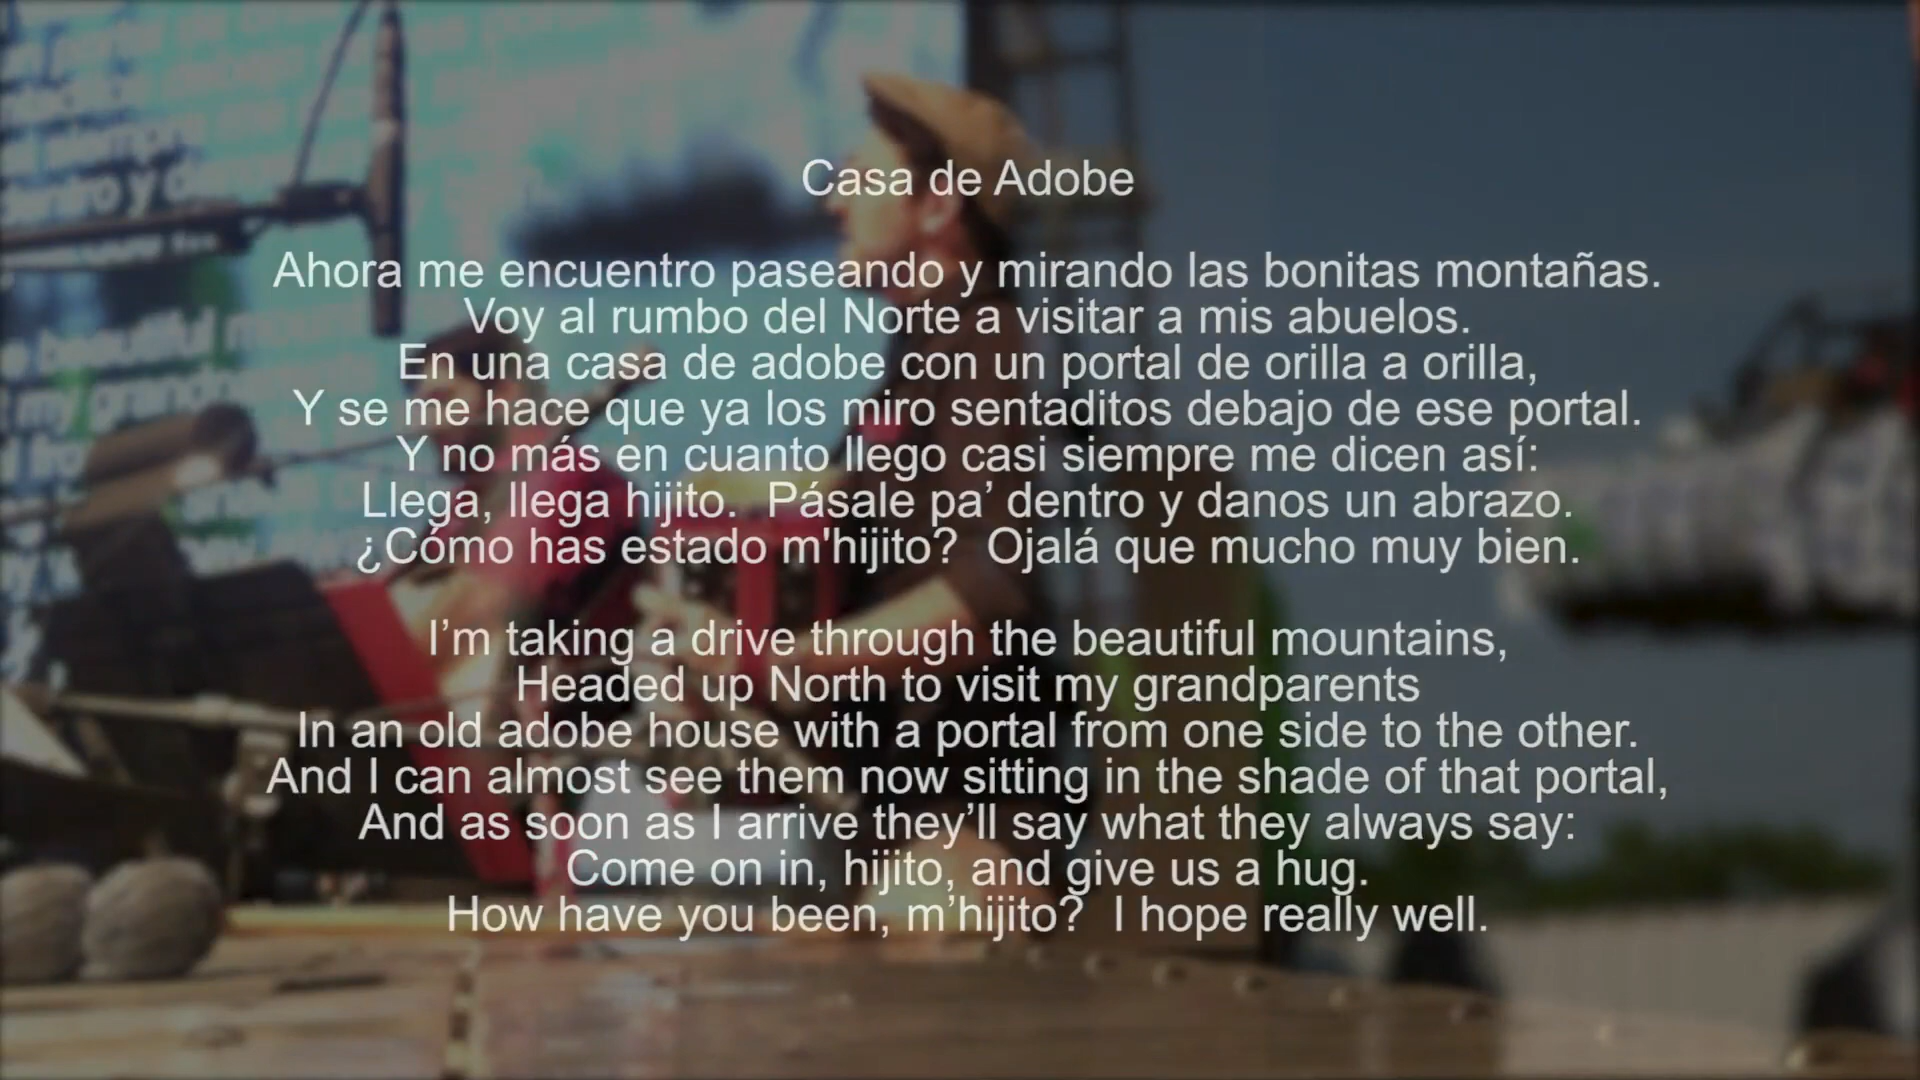 Casa de Adobe
Ahora me encuentro paseando y mirando las bonitas montañas.
Voy al rumbo del Norte a visitar a mis abuelos.
En una casa de adobe con un portal de orilla a orilla,
Y se me hace que ya los miro sentaditos debajo de ese portal.
Y no más en cuanto llego casi siempre me dicen así:
Llega, llega hijito.  Pásale pa’ dentro y danos un abrazo.
¿Cómo has estado m'hijito?  Ojalá que mucho muy bien.
I’m taking a drive through the beautiful mountains,
Headed up North to visit my grandparents
In an old adobe house with a portal from one side to the other.
And I can almost see them now sitting in the shade of that portal,
And as soon as I arrive they’ll say what they always say:
Come on in, hijito, and give us a hug.
How have you been, m’hijito?  I hope really well.